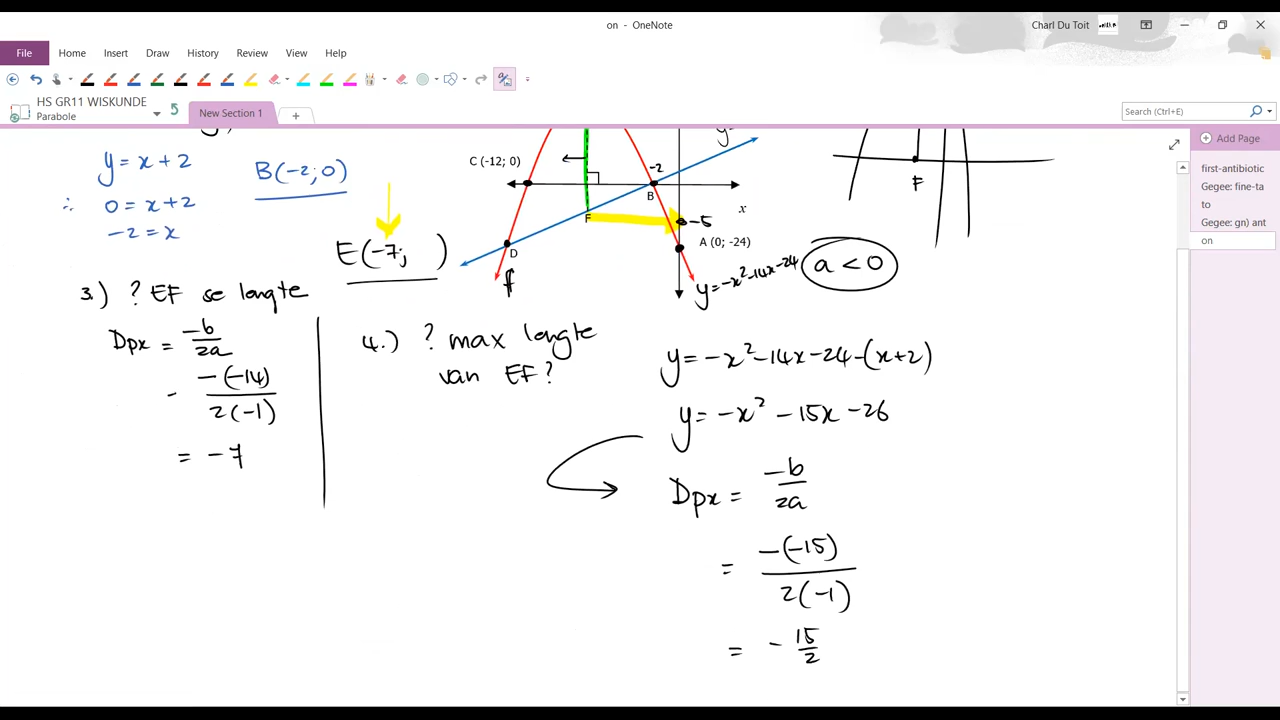 on - OneNote
Charl Du Toit
File Home Insert Draw History Review View Help
HS GR11 WISKUNDE
Parabole
New Section 1
+
Search (Ctrl+E)
Add Page
first-antibiotic
Gegee: fine-ta
to
Gegee: gn) ant
on
y = x + 2
∴ 0 = x + 2
-2 = x
B(-2; 0)
E(-7; )
C (-12; 0)
-2
B
x
F
-5
D
A (0; -24)
f
y = -x² - 14x - 24
a < 0
F
3.) ? EF se lengte
Dpx = -b/2a
= -(-14)/2(-1)
= -7
4.) ? max lengte
van EF?
y = -x² - 14x - 24 - (x + 2)
y = -x² - 15x - 26
Dpx = -b/2a
= -(-15)/2(-1)
= -15/2